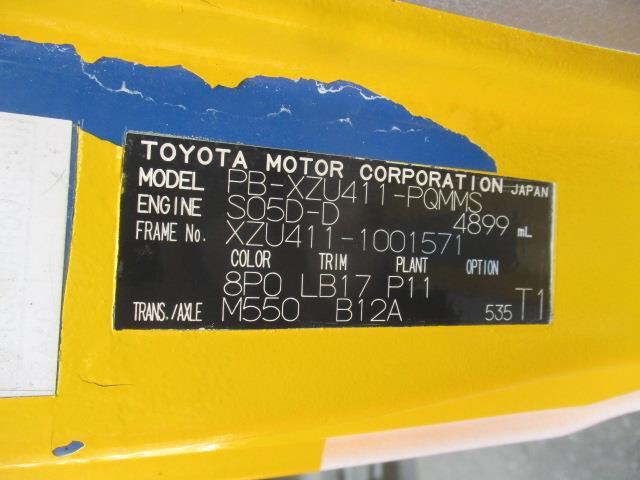 TOYOTA MOTOR CORPORATION JAPAN
MODEL PB-XZU411-PQMMS
ENGINE S05D-D 4899 mL
FRAME No. XZU411-1001571
COLOR TRIM PLANT OPTION
8P0 LB17 P11
TRANS./AXLE M550 B12A 535 T1